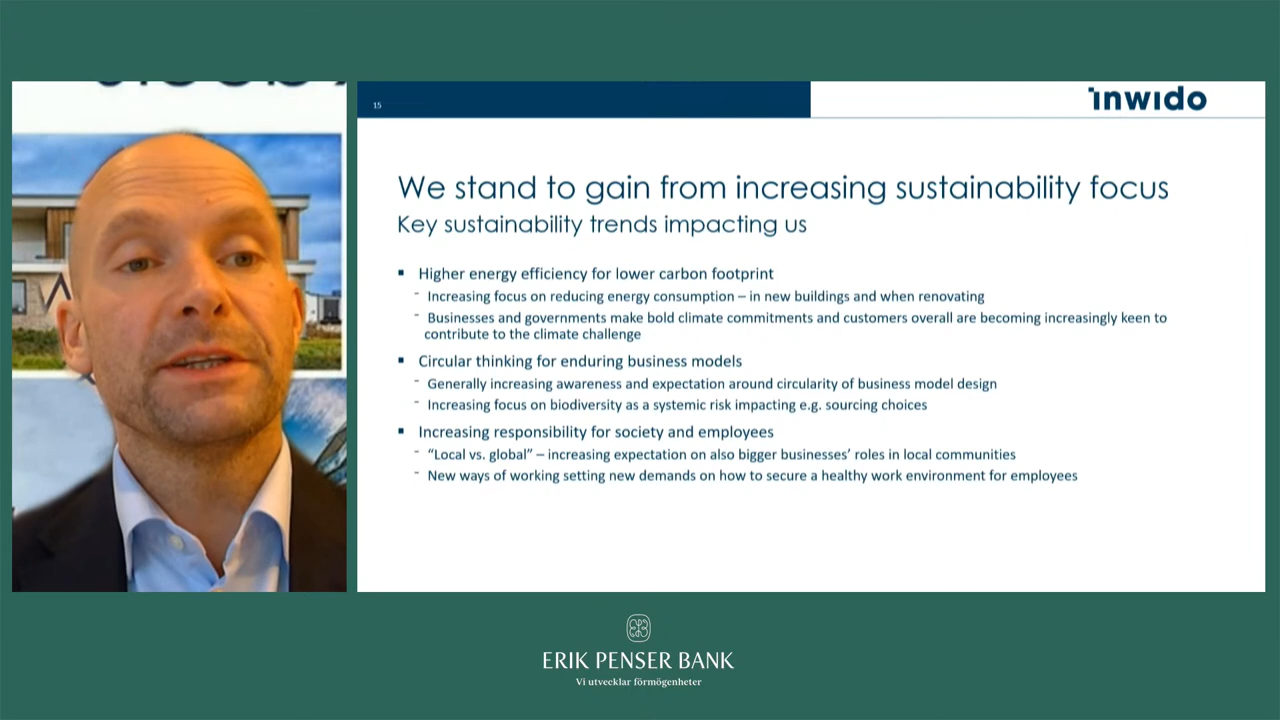 15
inwido
We stand to gain from increasing sustainability focus
Key sustainability trends impacting us
▪ Higher energy efficiency for lower carbon footprint
- Increasing focus on reducing energy consumption – in new buildings and when renovating
- Businesses and governments make bold climate commitments and customers overall are becoming increasingly keen to
contribute to the climate challenge
▪ Circular thinking for enduring business models
- Generally increasing awareness and expectation around circularity of business model design
- Increasing focus on biodiversity as a systemic risk impacting e.g. sourcing choices
▪ Increasing responsibility for society and employees
- “Local vs. global” – increasing expectation on also bigger businesses’ roles in local communities
- New ways of working setting new demands on how to secure a healthy work environment for employees
ERIK PENSER BANK
Vi utvecklar förmögenheter